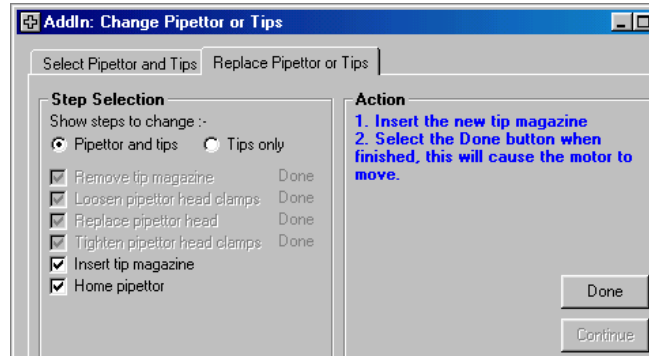 AddIn: Change Pipettor or Tips
Select Pipettor and Tips
Replace Pipettor or Tips
Step Selection
Show steps to change :-
Pipettor and tips
Tips only
Remove tip magazine Done
Loosen pipettor head clamps Done
Replace pipettor head Done
Tighten pipettor head clamps Done
Insert tip magazine
Home pipettor
Action
1. Insert the new tip magazine
2. Select the Done button when
finished, this will cause the motor to
move.
Done
Continue